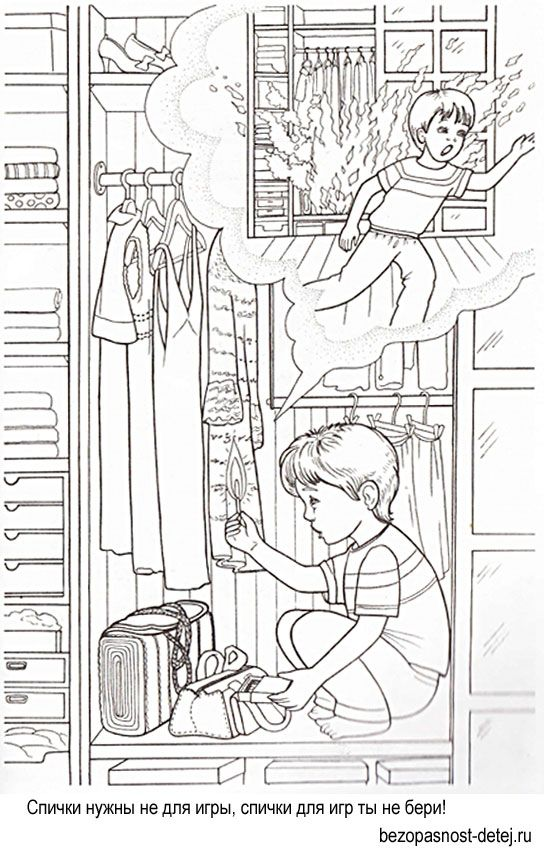 Спички нужны не для игры, спички для игр ты не бери!
bezopasnost-detej.ru